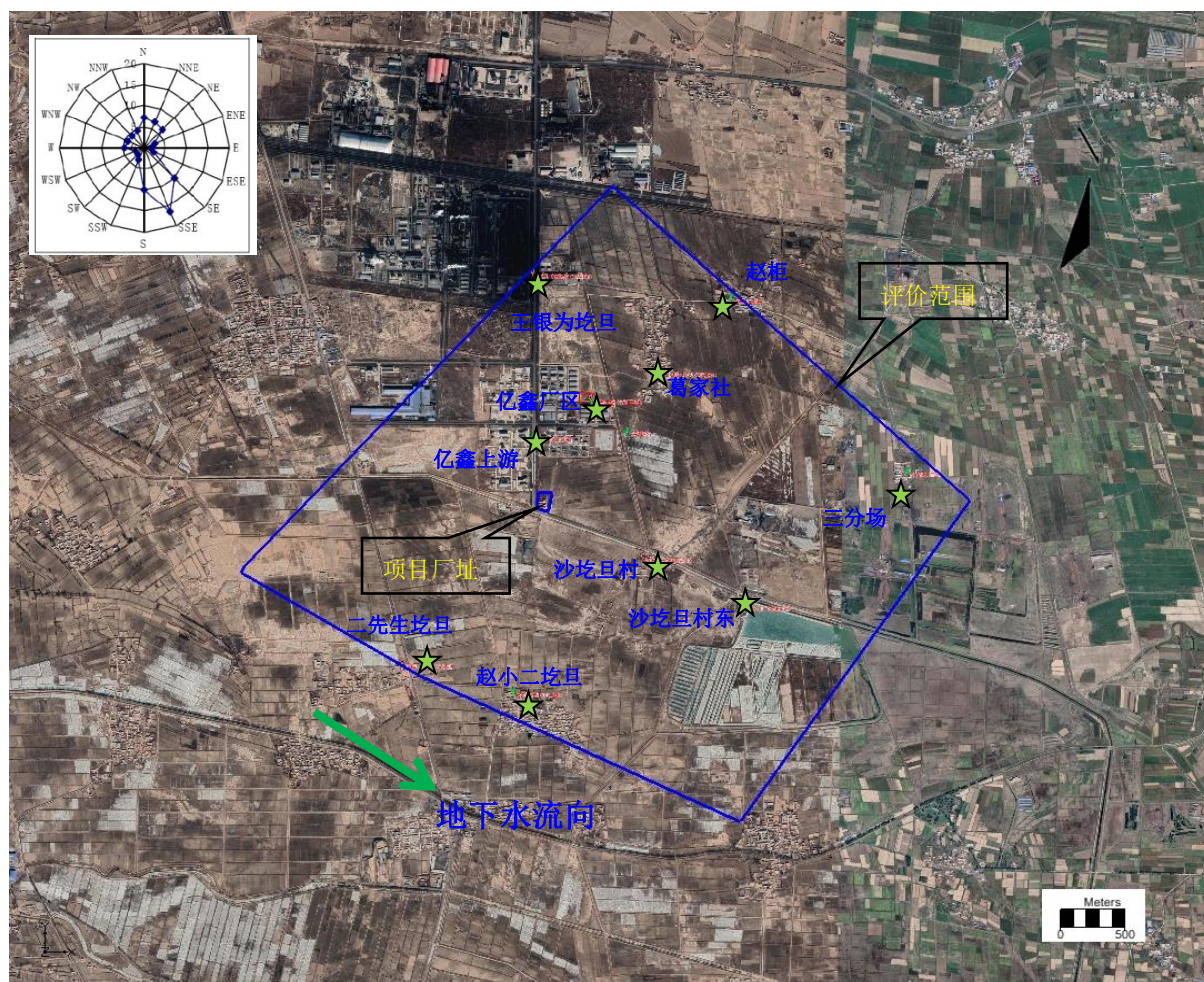 N
NNW
NNE
20
NW
15
NE
10
WNW
ENE
W
E
WSW
ESE
SW
SE
SSW
SSE
S
赵柜
评价范围
王银为圪旦
葛家社
亿鑫厂区
亿鑫上游
三分场
项目厂址
沙圪旦村
沙圪旦村东
二先生圪旦
赵小二圪旦
地下水流向
Meters
0 500